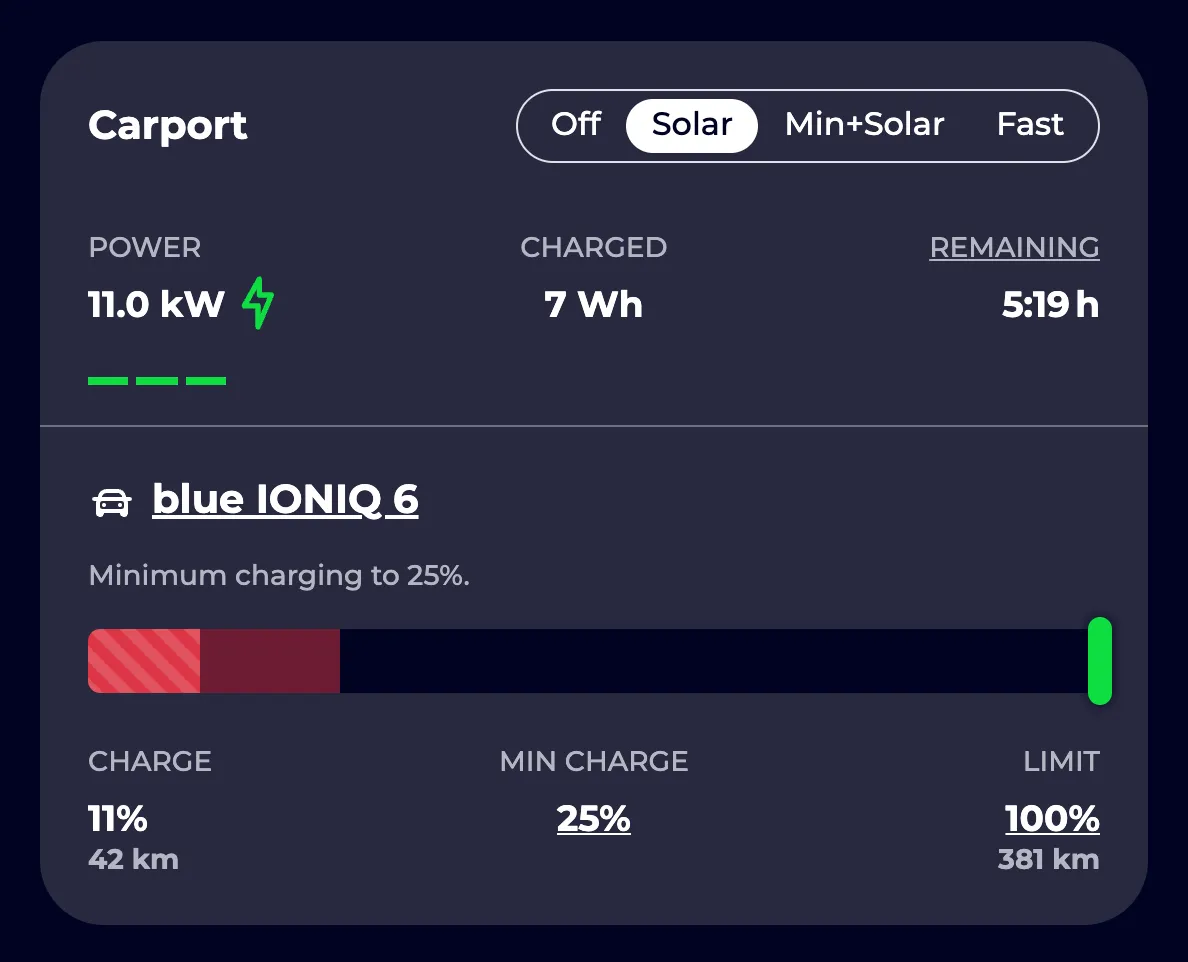 Carport
Off Solar Min+Solar Fast
POWER CHARGED REMAINING
11.0 kW 7 Wh 5:19 h
blue IONIQ 6
Minimum charging to 25%.
CHARGE MIN CHARGE LIMIT
11% 25% 100%
42 km 381 km